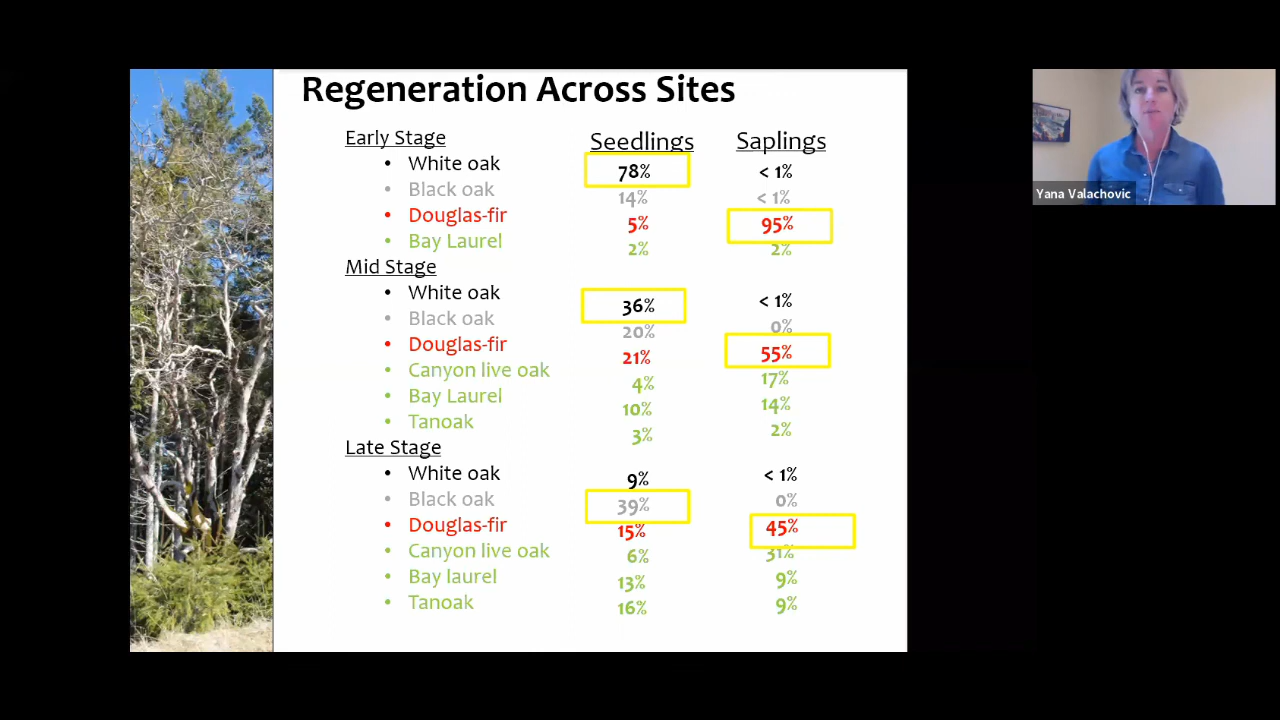 Regeneration Across Sites
Early Stage Seedlings Saplings
• White oak 78% < 1%
• Black oak 14% < 1%
• Douglas-fir 5% 95%
• Bay Laurel 2% 2%
Mid Stage
• White oak 36% < 1%
• Black oak 20% 0%
• Douglas-fir 21% 55%
• Canyon live oak 4% 17%
• Bay Laurel 10% 14%
• Tanoak 3% 2%
Late Stage
• White oak 9% < 1%
• Black oak 39% 0%
• Douglas-fir 15% 45%
• Canyon live oak 6% 31%
• Bay laurel 13% 9%
• Tanoak 16% 9%
Yana Valachovic